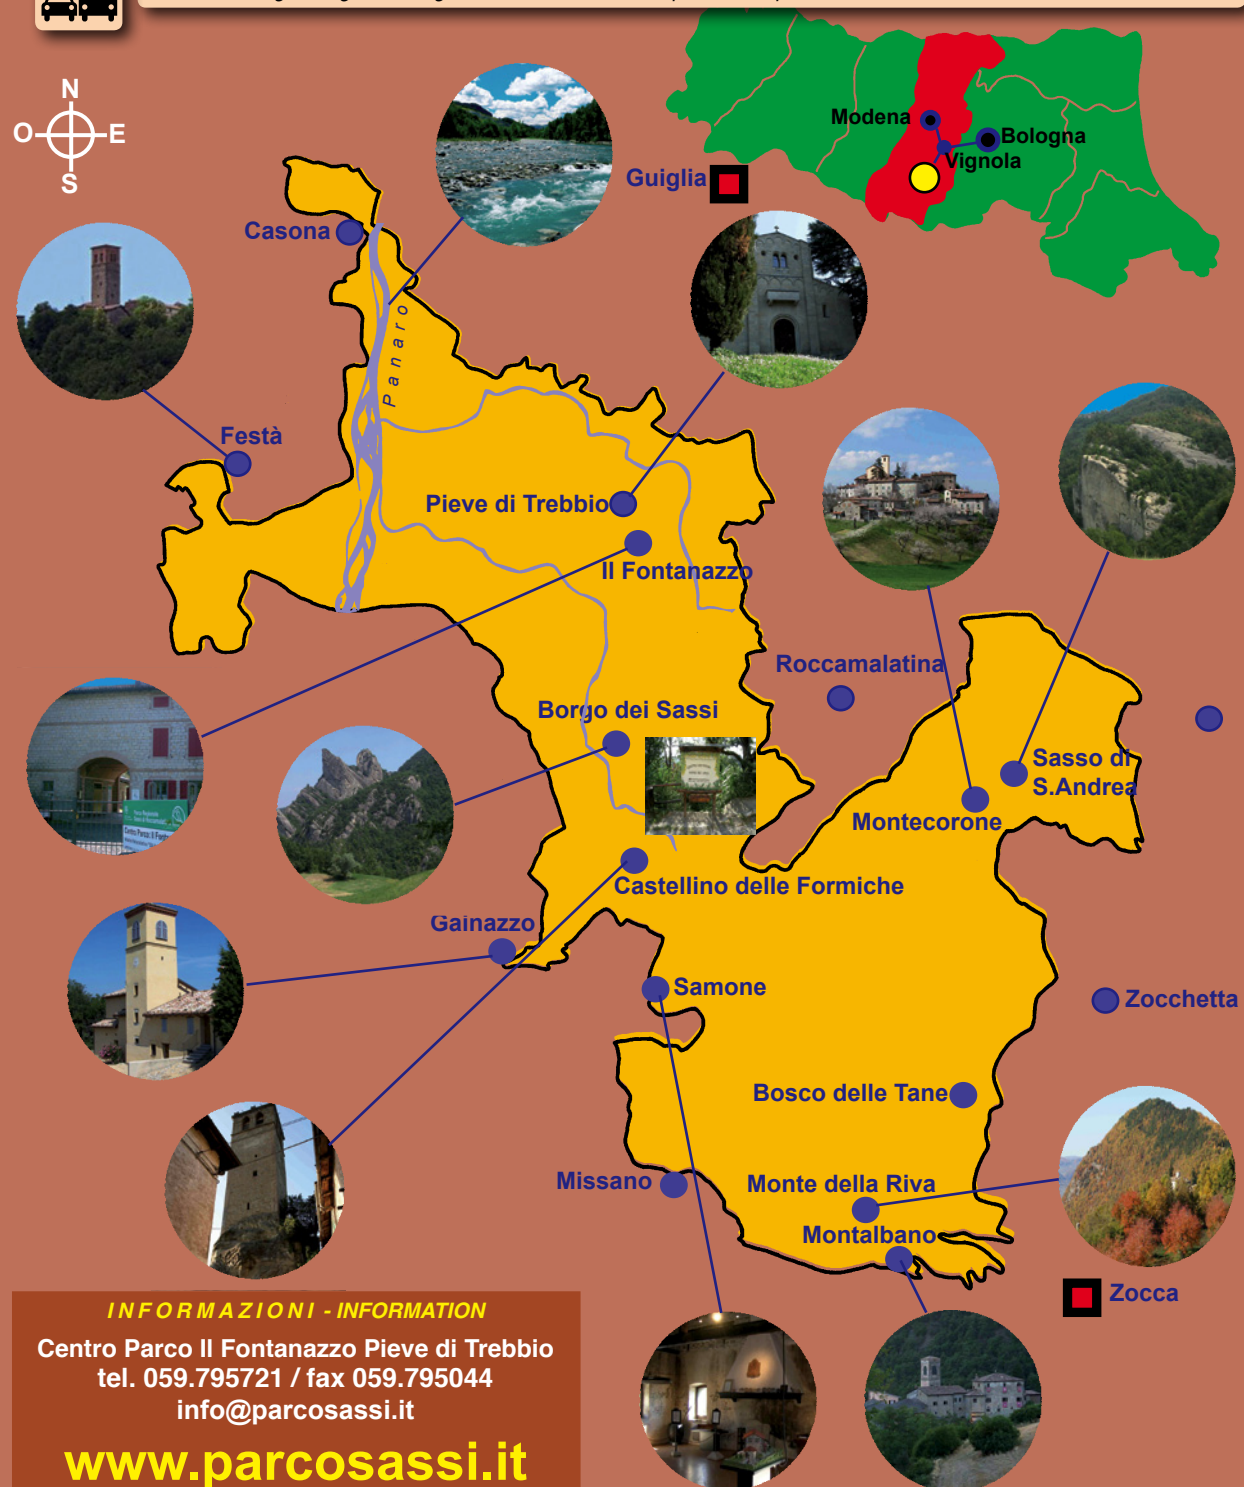 N
O E
S
Modena
Bologna
Vignola
Guiglia
Casona
Panaro
Festà
Pieve di Trebbio
Il Fontanazzo
Roccamalatina
Borgo dei Sassi
Sasso di
S.Andrea
Montecorone
Castellino delle Formiche
Gainazzo
Samone
Zocchetta
Bosco delle Tane
Missano
Monte della Riva
Montalbano
Zocca
INFORMAZIONI - INFORMATION
Centro Parco Il Fontanazzo Pieve di Trebbio
tel. 059.795721 / fax 059.795044
info@parcosassi.it
www.parcosassi.it